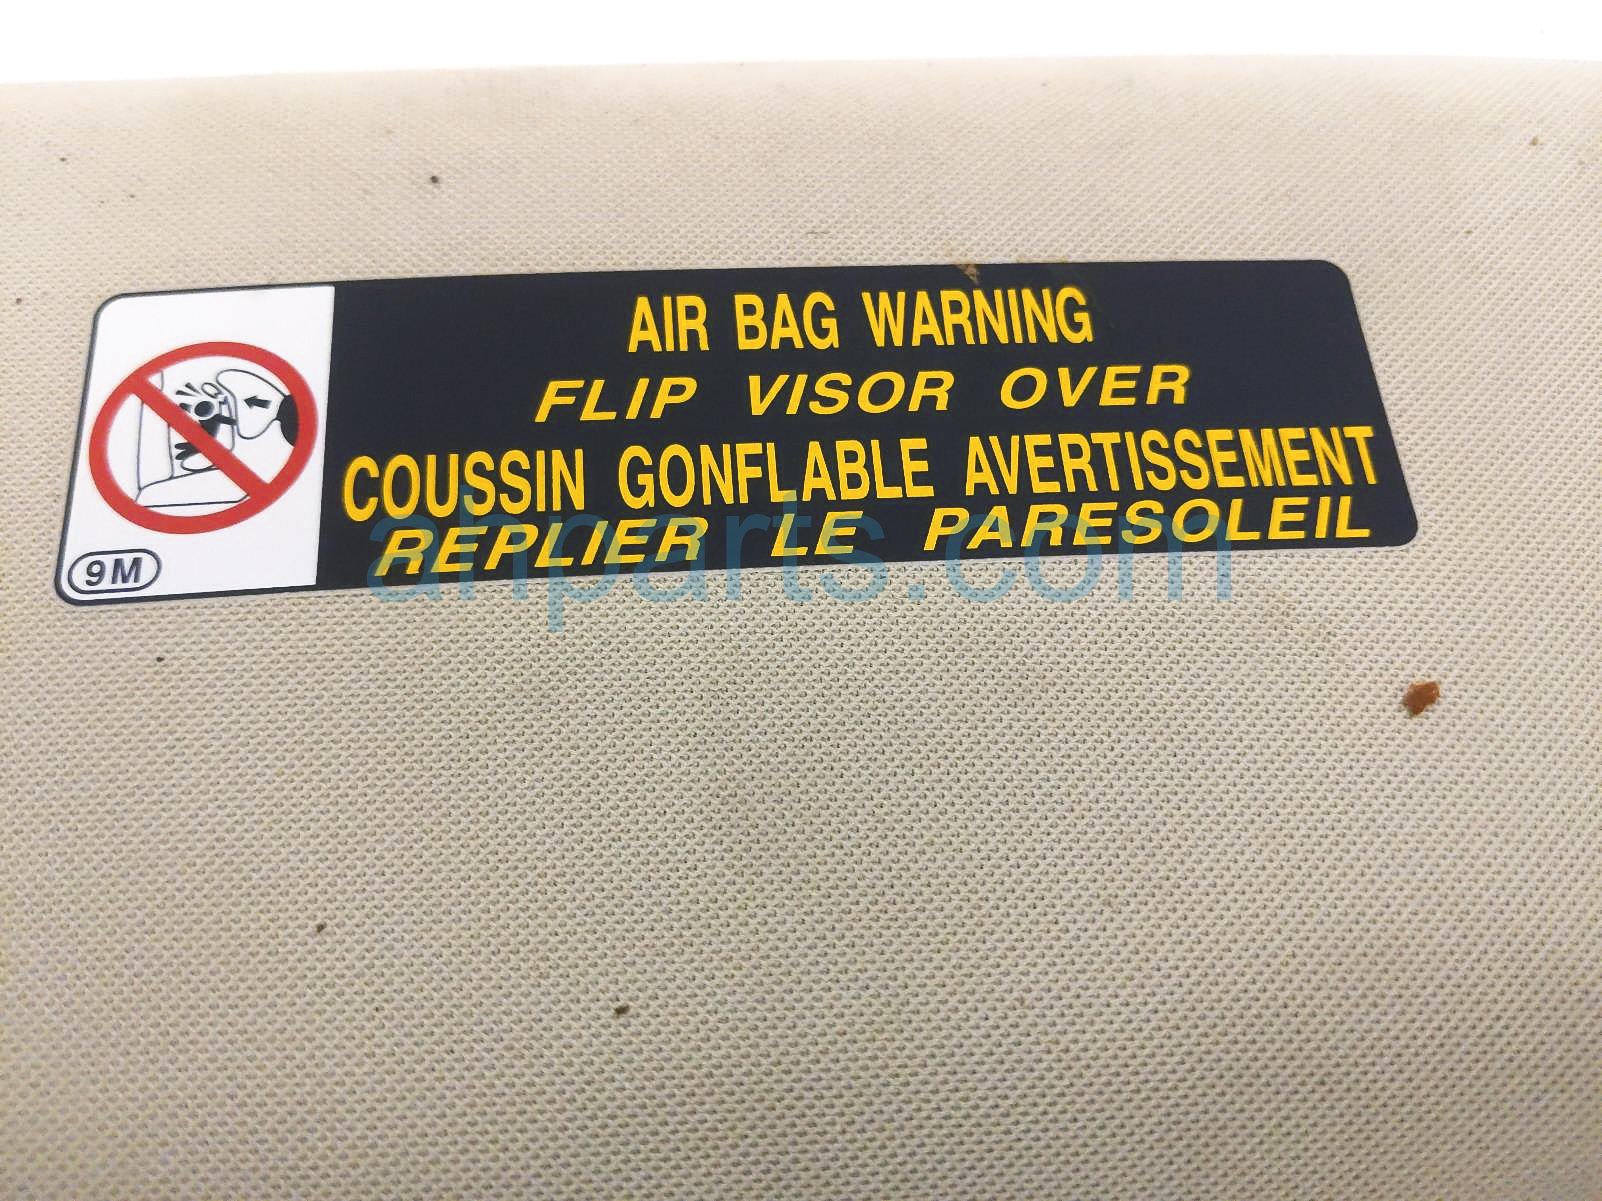 AIR BAG WARNING
FLIP VISOR OVER
COUSSIN GONFLABLE AVERTISSEMENT
REPLIER LE PARESOLEIL
9M
ahparts.com